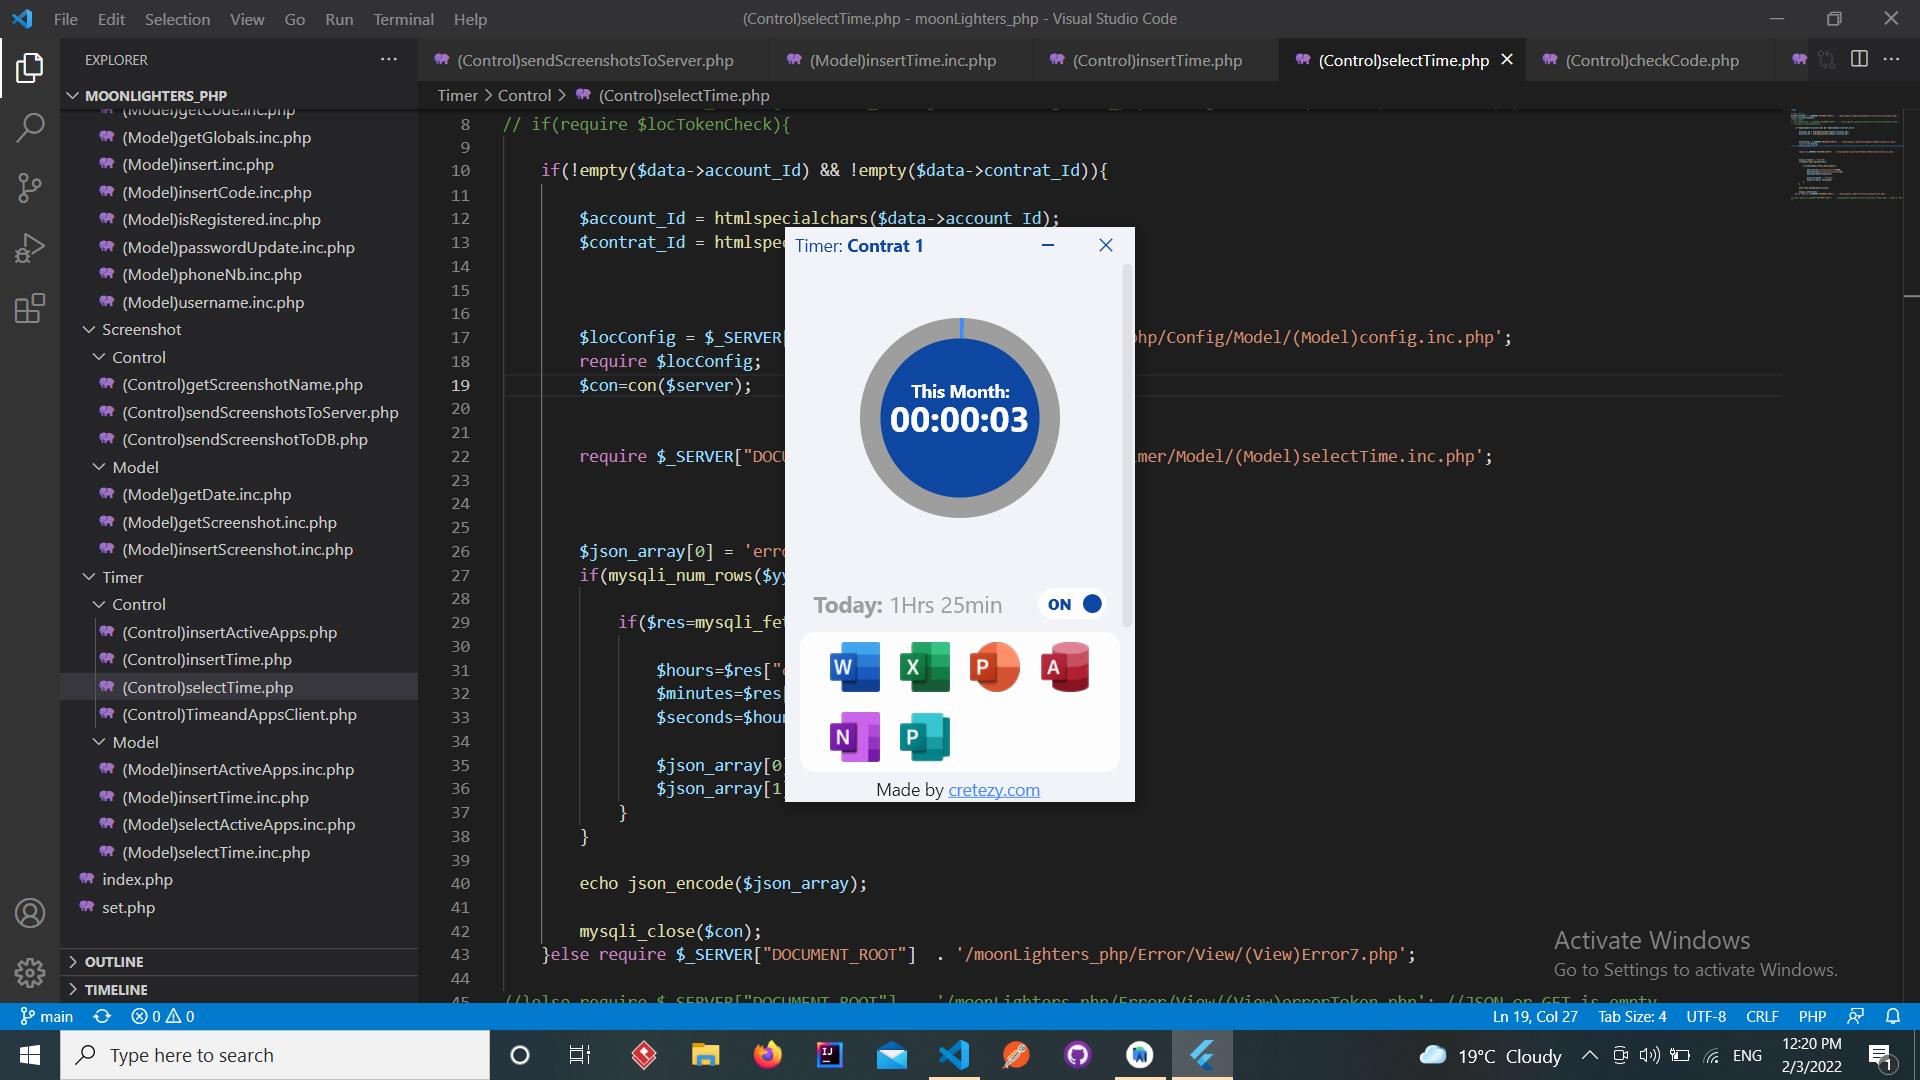 File Edit Selection View Go Run Terminal Help
(Control)selectTime.php - moonLighters_php - Visual Studio Code
EXPLORER
(Control)sendScreenshotsToServer.php
(Model)insertTime.inc.php
(Control)insertTime.php
(Control)selectTime.php
(Control)checkCode.php
MOONLIGHTERS_PHP
(Model)getCode.inc.php
(Model)getGlobals.inc.php
(Model)insert.inc.php
(Model)insertCode.inc.php
(Model)isRegistered.inc.php
(Model)passwordUpdate.inc.php
(Model)phoneNb.inc.php
(Model)username.inc.php
Screenshot
Control
(Control)getScreenshotName.php
(Control)sendScreenshotsToServer.php
(Control)sendScreenshotToDB.php
Model
(Model)getDate.inc.php
(Model)getScreenshot.inc.php
(Model)insertScreenshot.inc.php
Timer
Control
(Control)insertActiveApps.php
(Control)insertTime.php
(Control)selectTime.php
(Control)TimeandAppsClient.php
Model
(Model)insertActiveApps.inc.php
(Model)insertTime.inc.php
(Model)selectActiveApps.inc.php
(Model)selectTime.inc.php
index.php
set.php
OUTLINE
TIMELINE
Timer > Control > (Control)selectTime.php
8 // if(require $locTokenCheck){
9
10 if(!empty($data->account_Id) && !empty($data->contrat_Id)){
11
12 $account_Id = htmlspecialchars($data->account_Id);
13 $contrat_Id = htmlspe
14
15
16
17 $locConfig = $_SERVER[ hp/Config/Model/(Model)config.inc.php';
18 require $locConfig;
19 $con=con($server);
20
21
22 require $_SERVER["DOCU mer/Model/(Model)selectTime.inc.php';
23
24
25
26 $json_array[0] = 'erro
27 if(mysqli_num_rows($y
28
29 if($res=mysqli_fe
30
31 $hours=$res["
32 $minutes=$res
33 $seconds=$hou
34
35 $json_array[0
36 $json_array[1
37 }
38 }
39
40 echo json_encode($json_array);
41
42 mysqli_close($con);
43 }else require $_SERVER["DOCUMENT_ROOT"] . '/moonLighters_php/Error/View/(View)Error7.php';
44
45 //}else require $_SERVER["DOCUMENT_ROOT"] . '/moonLighters_php/Error/View/(View)errorToken.php'; //JSON or GET is empty
Timer: Contrat 1
This Month:
00:00:03
Today: 1Hrs 25min
ON
W X P A
N P
Made by cretezy.com
Activate Windows
Go to Settings to activate Windows.
main 0 0
Ln 19, Col 27 Tab Size: 4 UTF-8 CRLF PHP
Type here to search
IJ
19°C Cloudy
ENG
12:20 PM
2/3/2022
1